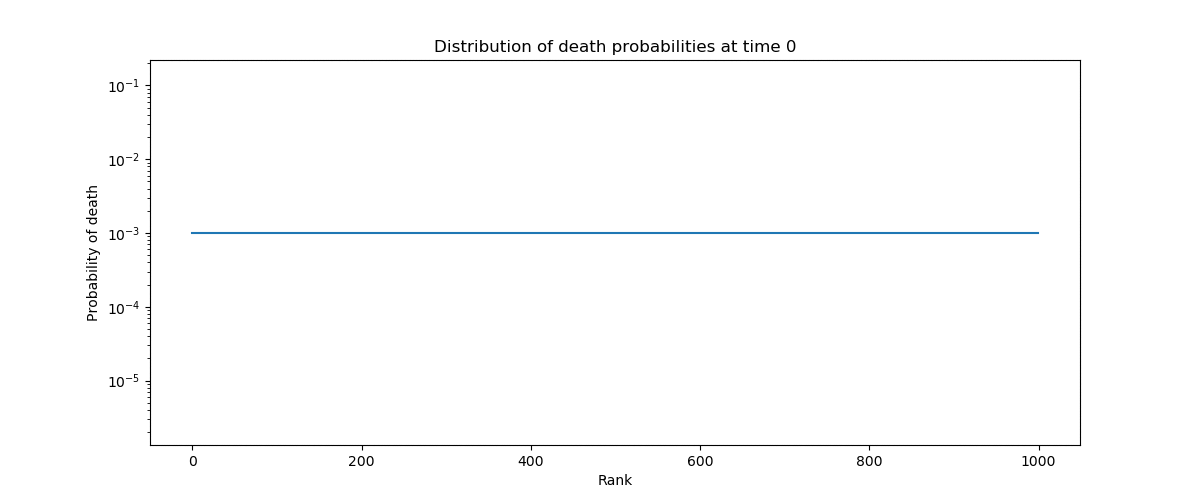 Distribution of death probabilities at time 0
10⁻¹
10⁻²
10⁻³
10⁻⁴
10⁻⁵
Probability of death
0 200 400 600 800 1000
Rank